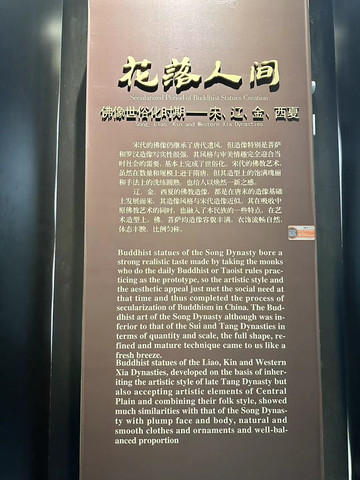 花落人间
Secularized Period of Buddhist Statues Creation
佛像世俗化时期——宋、辽、金、西夏
Song, Liao, Kin and Western Xia Dynasties
宋代的佛像仍继承了唐代遗风，但造像特别是菩萨
和罗汉造像写实性很强，其风格与审美情趣完全迎合当
时社会的需要，基本上完成了世俗化。宋代的佛教艺术，
虽然在数量和规模上逊于隋唐，但其造型上的饱满瑰丽
和手法上的洗练圆熟，也给人以焕然一新之感。
辽、金、西夏的佛教造像，都是在唐末的造像基础
上发展而来，其造像风格与宋代造像近似。其在吸收中
原佛教艺术的同时，也融入了本民族的一些特点。在艺
术造型上，佛、菩萨均造像容貌丰满，衣饰流畅自然，
体态丰腴，比例匀称。
Buddhist statues of the Song Dynasty bore a
strong realistic taste made by taking the monks
who do the daily Buddhist or Taoist rules prac-
ticing as the prototype, so the artistic style and
the aesthetic appeal just met the social need at
that time and thus completed the process of
secularization of Buddhism in China. The Bud-
dhist art of the Song Dynasty although was in-
ferior to that of the Sui and Tang Dynasties in
terms of quantity and scale, the full shape, re-
fined and mature technique came to us like a
fresh breeze.
Buddhist statues of the Liao, Kin and Western
Xia Dynasties, developed on the basis of inher-
iting the artistic style of late Tang Dynasty but
also accepting artistic elements of Central
Plain and combining their folk style, showed
much similarities with that of the Song Dynas-
ty with plump face and body, natural and
smooth clothes and ornaments and well-bal-
anced proportion